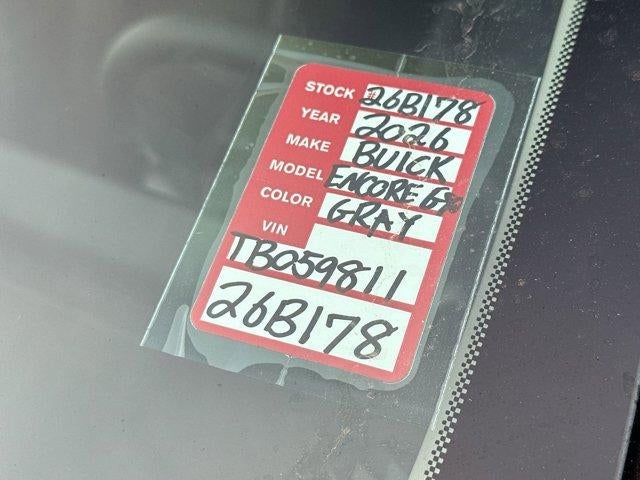 STOCK # 26B178
YEAR 2026
MAKE BUICK
MODEL ENCORE GX
COLOR GRAY
VIN
TB059811
26B178